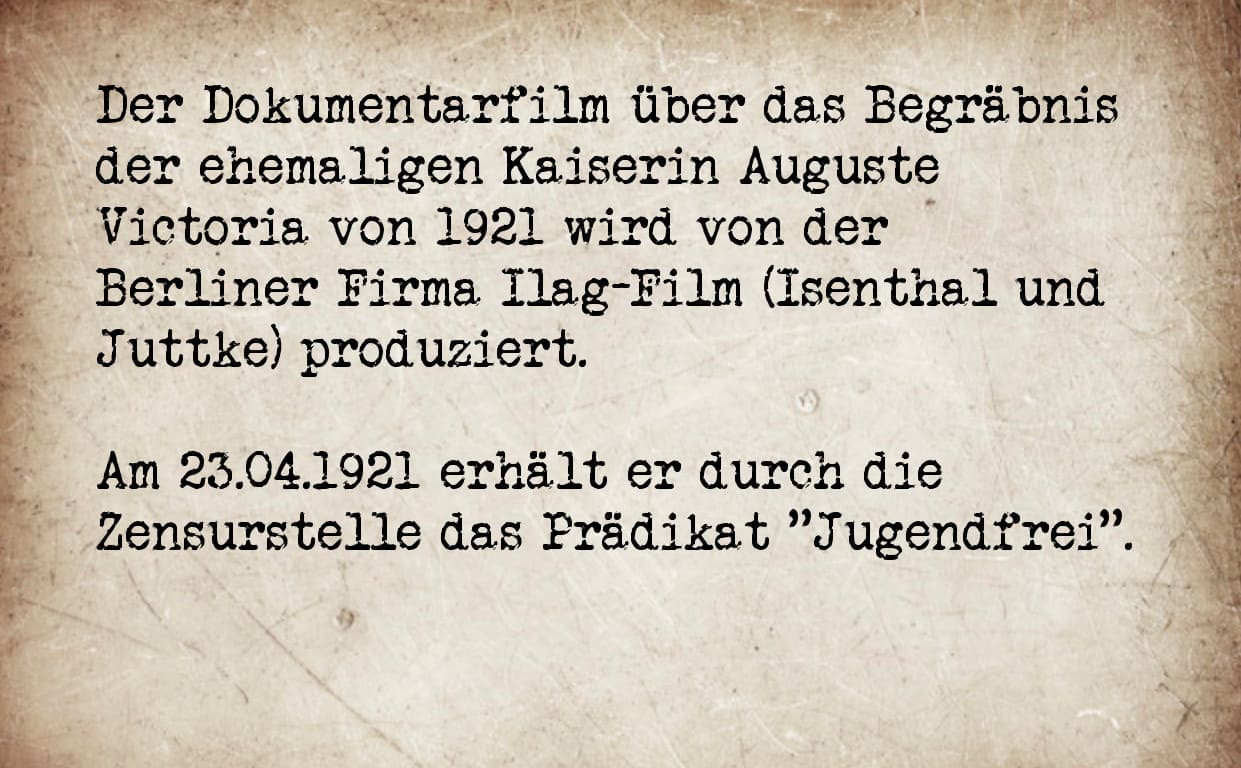 Der Dokumentarfilm über das Begräbnis
der ehemaligen Kaiserin Auguste
Victoria von 1921 wird von der
Berliner Firma Ilag-Film (Isenthal und
Juttke) produziert.
Am 23.04.1921 erhält er durch die
Zensurstelle das Prädikat ”Jugendfrei”.